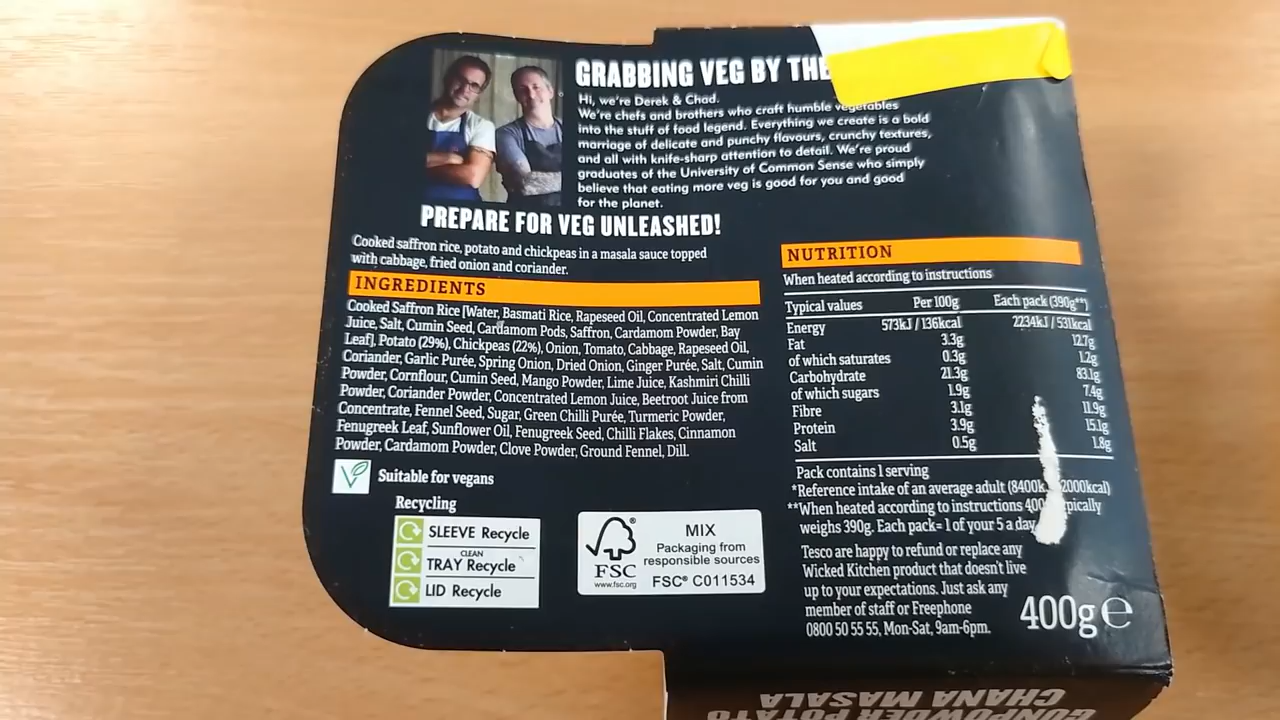 GRABBING VEG BY THE
Hi, we're Derek & Chad.
We're chefs and brothers who craft humble vegetables
into the stuff of food legend. Everything we create is a bold
marriage of delicate and punchy flavours, crunchy textures,
and all with knife-sharp attention to detail. We're proud
graduates of the University of Common Sense who simply
believe that eating more veg is good for you and good
for the planet.
PREPARE FOR VEG UNLEASHED!
Cooked saffron rice, potato and chickpeas in a masala sauce topped
with cabbage, fried onion and coriander.
INGREDIENTS
Cooked Saffron Rice [Water, Basmati Rice, Rapeseed Oil, Concentrated Lemon
Juice, Salt, Cumin Seed, Cardamom Pods, Saffron, Cardamom Powder, Bay
Leaf], Potato (29%), Chickpeas (22%), Onion, Tomato, Cabbage, Rapeseed Oil,
Coriander, Garlic Purée, Spring Onion, Dried Onion, Ginger Purée, Salt, Cumin
Powder, Cornflour, Cumin Seed, Mango Powder, Lime Juice, Kashmiri Chilli
Powder, Coriander Powder, Concentrated Lemon Juice, Beetroot Juice from
Concentrate, Fennel Seed, Sugar, Green Chilli Purée, Turmeric Powder,
Fenugreek Leaf, Sunflower Oil, Fenugreek Seed, Chilli Flakes, Cinnamon
Powder, Cardamom Powder, Clove Powder, Ground Fennel, Dill.
V
Suitable for vegans
Recycling
SLEEVE Recycle
CLEAN
TRAY Recycle
LID Recycle
FSC®
www.fsc.org
MIX
Packaging from
responsible sources
FSC® C011534
NUTRITION
When heated according to instructions
Typical values Per 100g Each pack (390g**)
Energy 573kJ / 136kcal 2234kJ / 531kcal
Fat 3.3g 12.7g
of which saturates 0.3g 1.2g
Carbohydrate 21.3g 83.1g
of which sugars 1.9g 7.4g
Fibre 3.1g 11.9g
Protein 3.9g 15.1g
Salt 0.5g 1.8g
Pack contains 1 serving
*Reference intake of an average adult (8400k 2000kcal)
**When heated according to instructions 400 pically
weighs 390g. Each pack= 1 of your 5 a day
Tesco are happy to refund or replace any
Wicked Kitchen product that doesn't live
up to your expectations. Just ask any
member of staff or Freephone
0800 50 55 55, Mon-Sat, 9am-6pm.
400g e
GUNPOWDER POTATO
CHANA MASALA